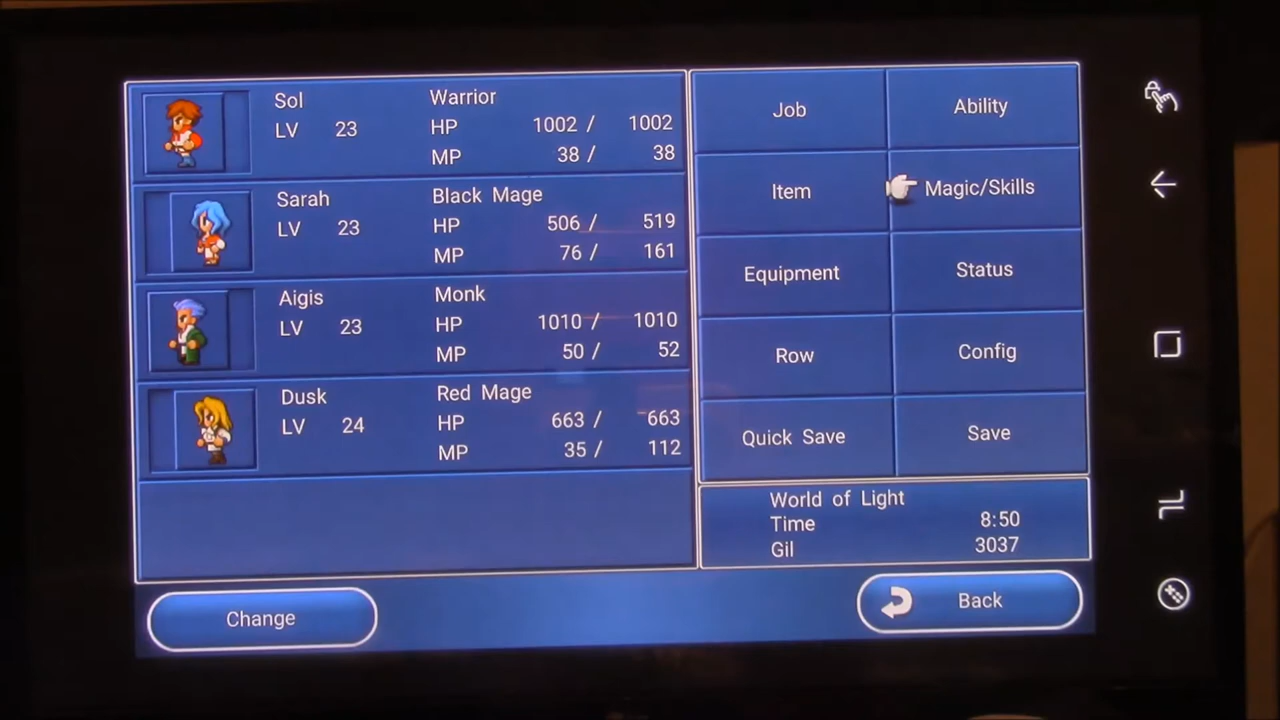 Sol Warrior
LV 23 HP 1002 / 1002
MP 38 / 38
Sarah Black Mage
LV 23 HP 506 / 519
MP 76 / 161
Aigis Monk
LV 23 HP 1010 / 1010
MP 50 / 52
Dusk Red Mage
LV 24 HP 663 / 663
MP 35 / 112
Job Ability
Item Magic/Skills
Equipment Status
Row Config
Quick Save Save
World of Light
Time 8:50
Gil 3037
Change Back